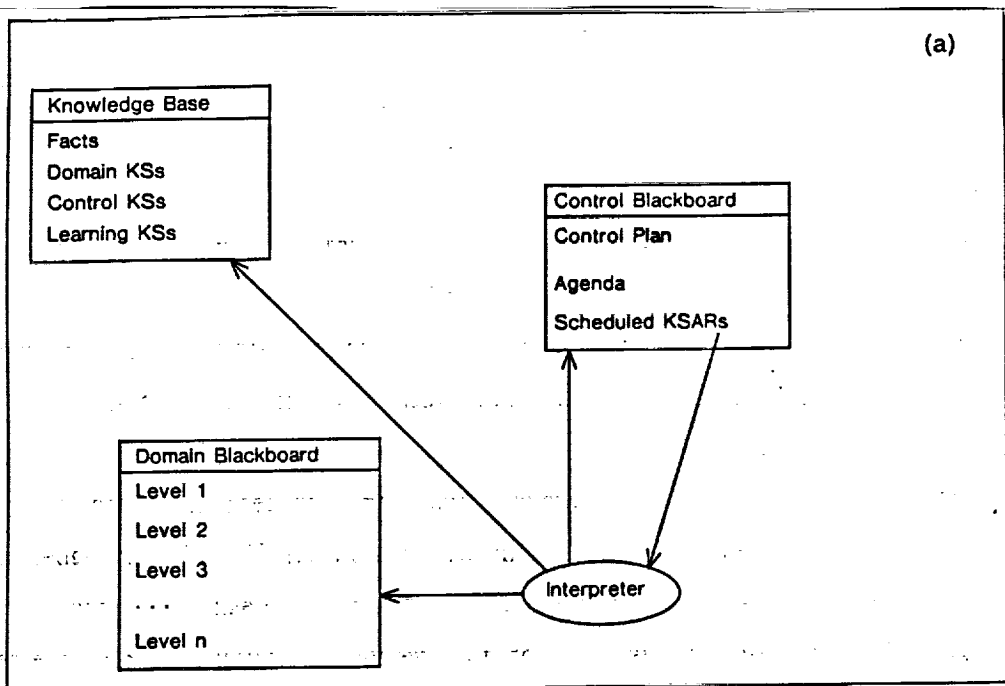 (a)
Knowledge Base
Facts
Domain KSs
Control KSs
Learning KSs
Control Blackboard
Control Plan
Agenda
Scheduled KSARs
Domain Blackboard
Level 1
Level 2
Level 3
...
Level n
Interpreter